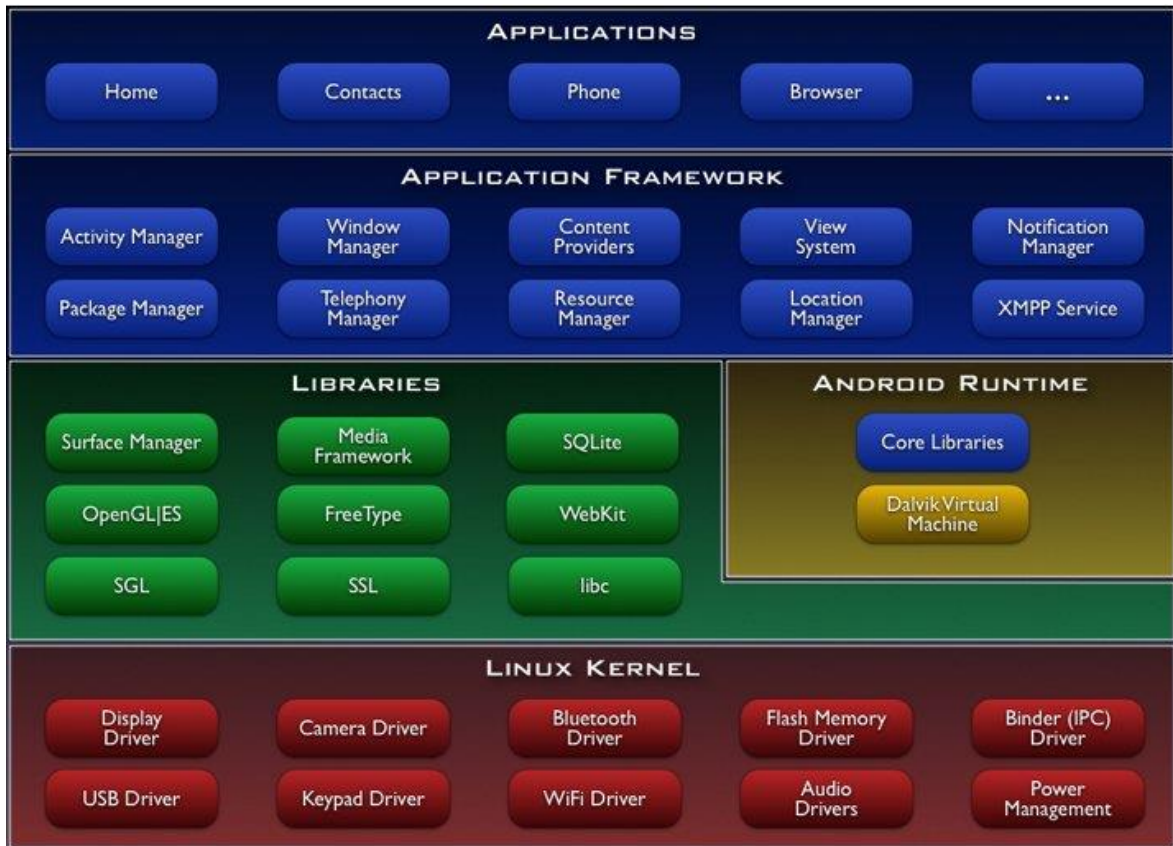 APPLICATIONS
Home
Contacts
Phone
Browser
...
APPLICATION FRAMEWORK
Activity Manager
Window
Manager
Content
Providers
View
System
Notification
Manager
Package Manager
Telephony
Manager
Resource
Manager
Location
Manager
XMPP Service
LIBRARIES
Surface Manager
Media
Framework
SQLite
OpenGL|ES
FreeType
WebKit
SGL
SSL
libc
ANDROID RUNTIME
Core Libraries
Dalvik Virtual
Machine
LINUX KERNEL
Display
Driver
Camera Driver
Bluetooth
Driver
Flash Memory
Driver
Binder (IPC)
Driver
USB Driver
Keypad Driver
WiFi Driver
Audio
Drivers
Power
Management